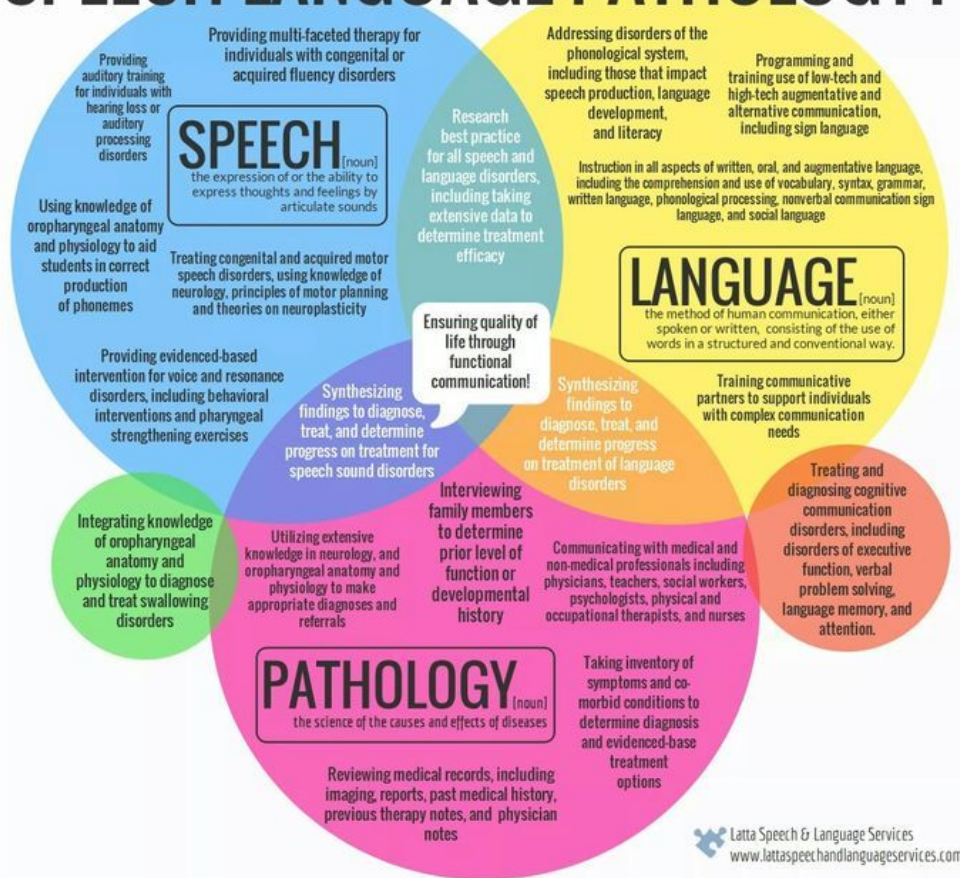 SPEECH LANGUAGE PATHOLOGY
Providing multi-faceted therapy for
individuals with congenital or
acquired fluency disorders
Providing
auditory training
for individuals with
hearing loss or
auditory
processing
disorders
SPEECH [noun]
the expression of or the ability to
express thoughts and feelings by
articulate sounds
Using knowledge of
oropharyngeal anatomy
and physiology to aid
students in correct
production
of phonemes
Treating congenital and acquired motor
speech disorders, using knowledge of
neurology, principles of motor planning
and theories on neuroplasticity
Providing evidenced-based
intervention for voice and resonance
disorders, including behavioral
interventions and pharyngeal
strengthening exercises
Research
best practice
for all speech and
language disorders,
including taking
extensive data to
determine treatment
efficacy
Addressing disorders of the
phonological system,
including those that impact
speech production, language
development,
and literacy
Programming and
training use of low-tech and
high-tech augmentative and
alternative communication,
including sign language
Instruction in all aspects of written, oral, and augmentative language,
including the comprehension and use of vocabulary, syntax, grammar,
written language, phonological processing, nonverbal communication sign
language, and social language
LANGUAGE [noun]
the method of human communication, either
spoken or written, consisting of the use of
words in a structured and conventional way.
Training communicative
partners to support individuals
with complex communication
needs
Ensuring quality of
life through
functional
communication!
Synthesizing
findings to diagnose,
treat, and determine
progress on treatment for
speech sound disorders
Synthesizing
findings to
diagnose, treat, and
determine progress
on treatment of language
disorders
Integrating knowledge
of oropharyngeal
anatomy and
physiology to diagnose
and treat swallowing
disorders
Treating and
diagnosing cognitive
communication
disorders, including
disorders of executive
function, verbal
problem solving,
language memory, and
attention.
Utilizing extensive
knowledge in neurology, and
oropharyngeal anatomy and
physiology to make
appropriate diagnoses and
referrals
Interviewing
family members
to determine
prior level of
function or
developmental
history
Communicating with medical and
non-medical professionals including
physicians, teachers, social workers,
psychologists, physical and
occupational therapists, and nurses
PATHOLOGY [noun]
the science of the causes and effects of diseases
Taking inventory of
symptoms and co-
morbid conditions to
determine diagnosis
and evidenced-base
treatment
options
Reviewing medical records, including
imaging, reports, past medical history,
previous therapy notes, and physician
notes
Latta Speech & Language Services
www.lattaspeechandlanguageservices.com